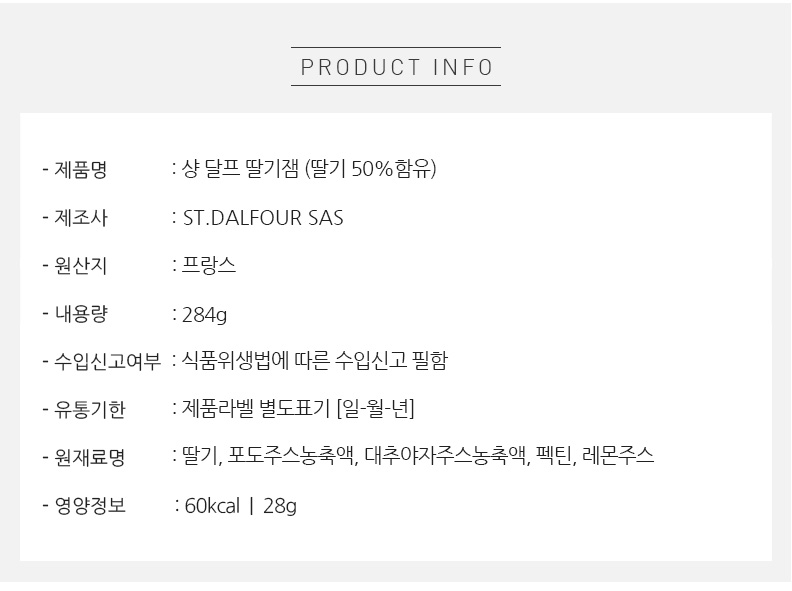 PRODUCT INFO
- 제품명 : 샹 달프 딸기잼 (딸기 50%함유)
- 제조사 : ST.DALFOUR SAS
- 원산지 : 프랑스
- 내용량 : 284g
- 수입신고여부 : 식품위생법에 따른 수입신고 필함
- 유통기한 : 제품라벨 별도표기 [일-월-년]
- 원재료명 : 딸기, 포도주스농축액, 대추야자주스농축액, 펙틴, 레몬주스
- 영양정보 : 60kcal | 28g